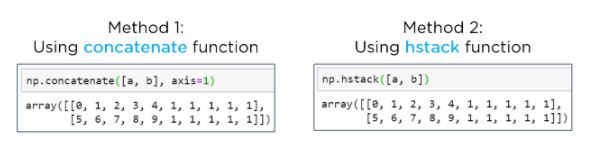 Method 1:
Using concatenate function
np.concatenate([a, b], axis=1)
array([[0, 1, 2, 3, 4, 1, 1, 1, 1, 1],
[5, 6, 7, 8, 9, 1, 1, 1, 1, 1]])
Method 2:
Using hstack function
np.hstack([a, b])
array([[0, 1, 2, 3, 4, 1, 1, 1, 1, 1],
[5, 6, 7, 8, 9, 1, 1, 1, 1, 1]])